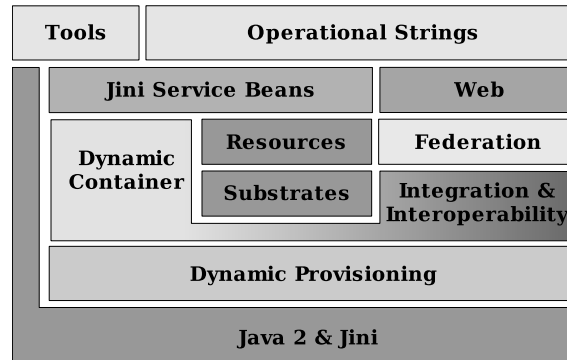 Tools
Operational Strings
Jini Service Beans
Web
Dynamic
Container
Resources
Federation
Substrates
Integration &
Interoperability
Dynamic Provisioning
Java 2 & Jini